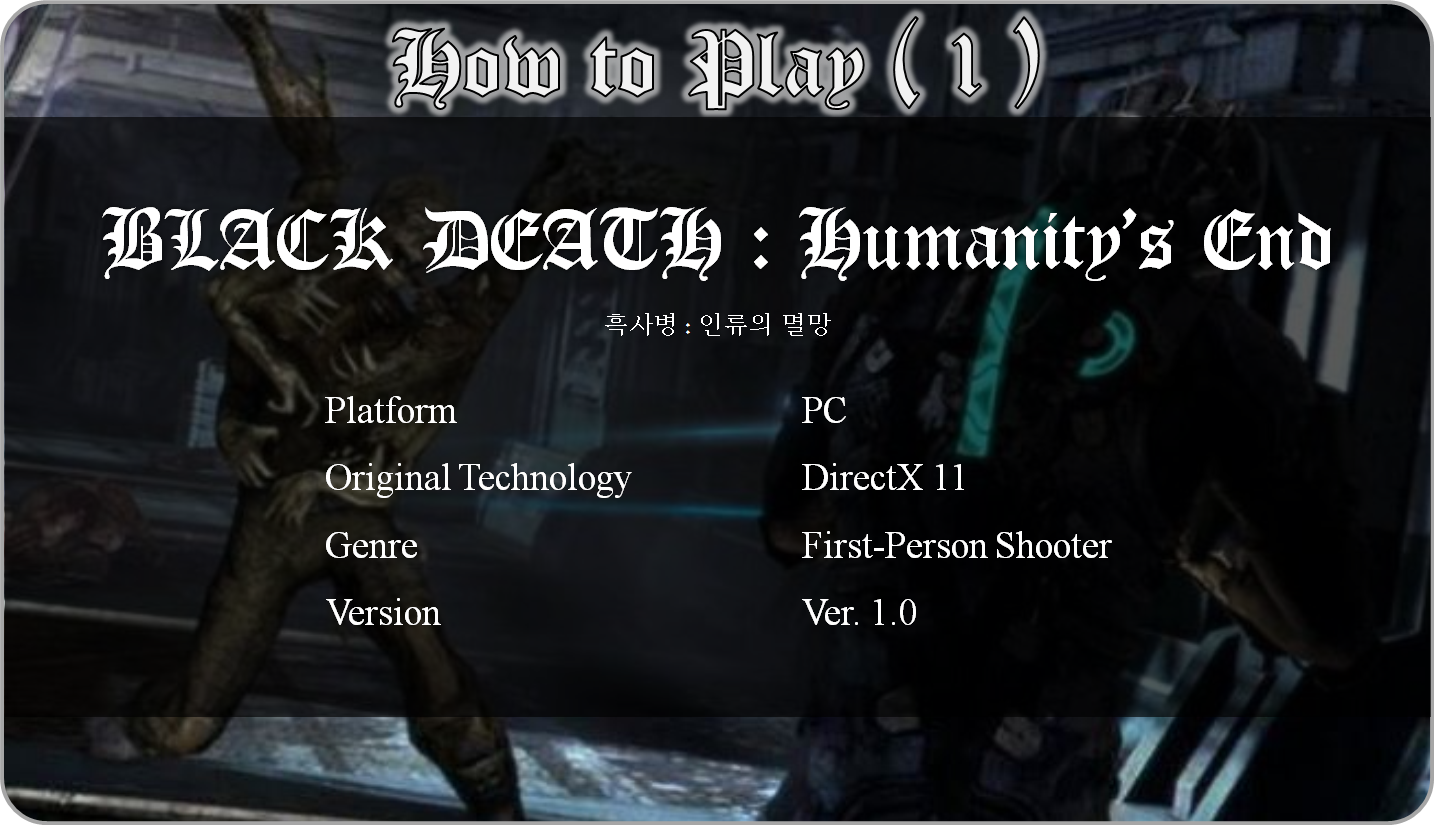 How to Play ( 1 )
BLACK DEATH : Humanity's End
흑사병 : 인류의 멸망
Platform PC
Original Technology DirectX 11
Genre First-Person Shooter
Version Ver. 1.0